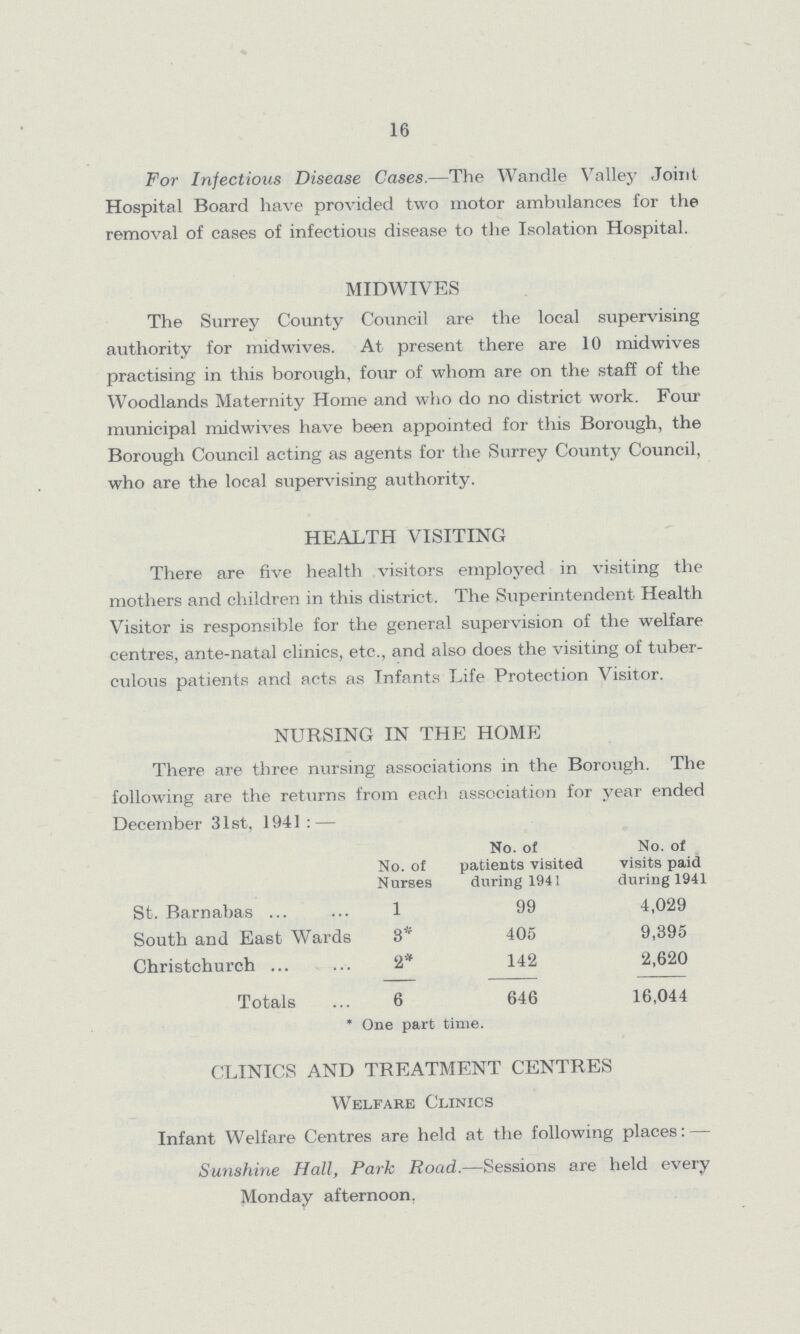 16
For Infectious Disease Cases.—The Wandle Valley Joint
Hospital Board have provided two motor ambulances for the
removal of cases of infectious disease to the Isolation Hospital.
MIDWIVES
The Surrey County Council are the local supervising
authority for midwives. At present there are 10 midwives
practising in this borough, four of whom are on the staff of the
Woodlands Maternity Home and who do no district work. Four
municipal midwives have been appointed for this Borough, the
Borough Council acting as agents for the Surrey County Council,
who are the local supervising authority.
HEALTH VISITING
There are five health visitors employed in visiting the
mothers and children in this district. The Superintendent Health
Visitor is responsible for the general supervision of the welfare
centres, ante-natal clinics, etc., and also does the visiting of tuber-
culous patients and acts as Infants Life Protection Visitor.
NURSING IN THE HOME
There are three nursing associations in the Borough. The
following are the returns from each association for year ended
December 31st, 1941 : —
No. of No. of
No. of patients visited visits paid
Nurses during 1941 during 1941
St. Barnabas ... ... 1 99 4,029
South and East Wards 3* 405 9,395
Christchurch ... ... 2* 142 2,620
Totals ... 6 646 16,044
* One part time.
CLINICS AND TREATMENT CENTRES
WELFARE CLINICS
Infant Welfare Centres are held at the following places: —
Sunshine Hall, Park Road.—Sessions are held every
Monday afternoon.